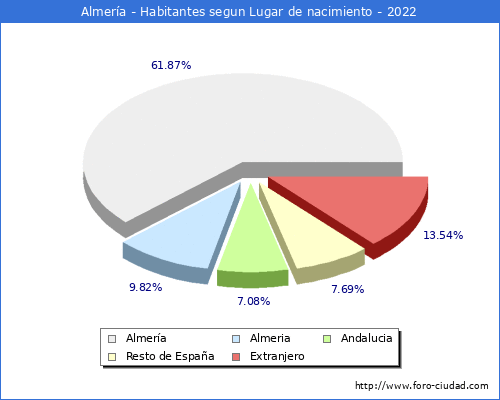 Almería - Habitantes segun Lugar de nacimiento - 2022
61.87%
13.54%
9.82%
7.69%
7.08%
Almería Almeria Andalucia
Resto de España Extranjero
http://www.foro-ciudad.com